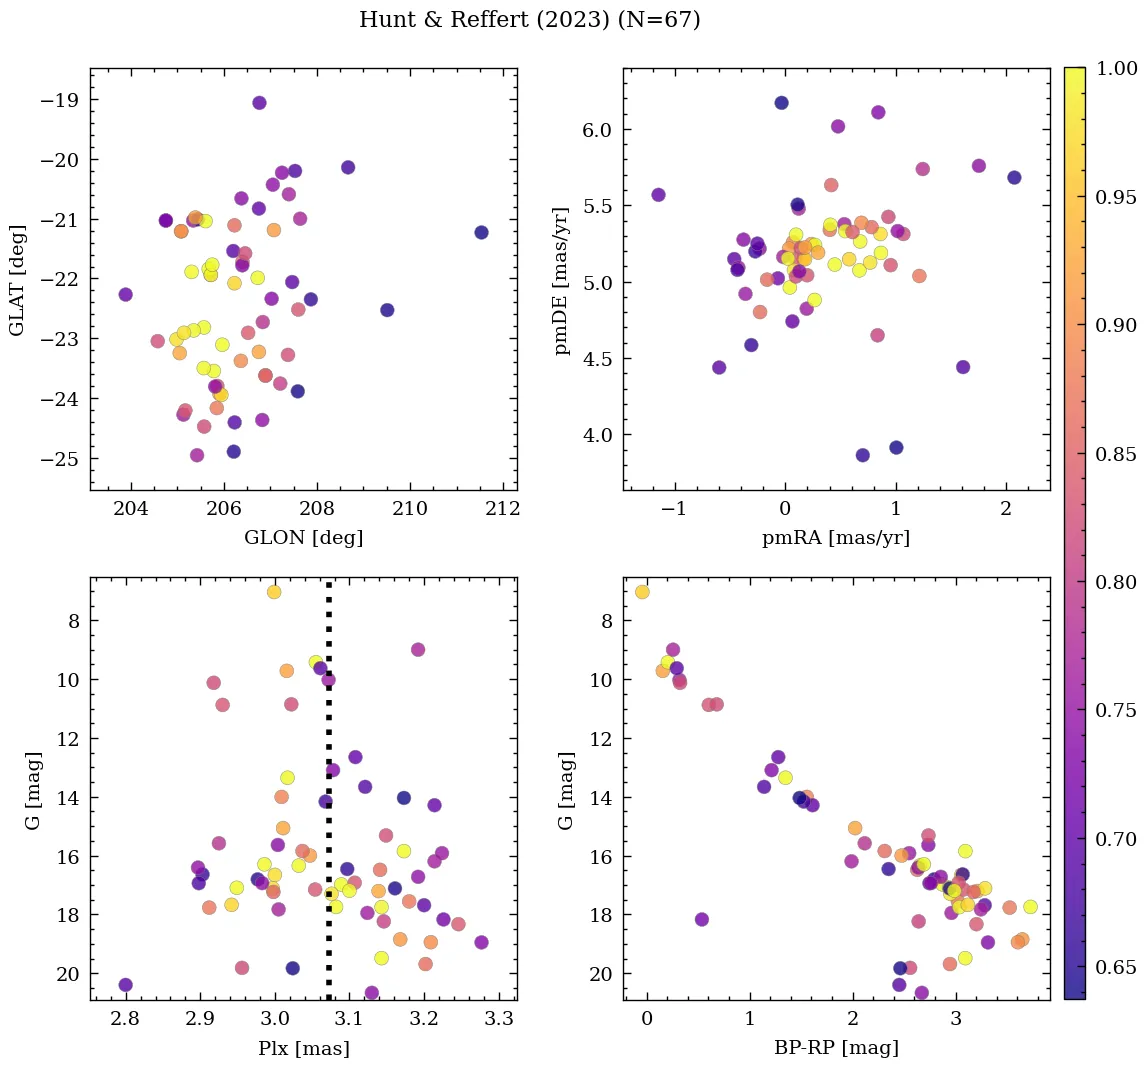 Hunt & Reffert (2023) (N=67)
−19
−20
−21
−22
−23
−24
−25
GLAT [deg]
204 206 208 210 212
GLON [deg]
6.0
5.5
5.0
4.5
4.0
pmDE [mas/yr]
−1 0 1 2
pmRA [mas/yr]
1.00
0.95
0.90
0.85
0.80
0.75
0.70
0.65
8
10
12
14
16
18
20
G [mag]
2.8 2.9 3.0 3.1 3.2 3.3
Plx [mas]
8
10
12
14
16
18
20
G [mag]
0 1 2 3
BP-RP [mag]